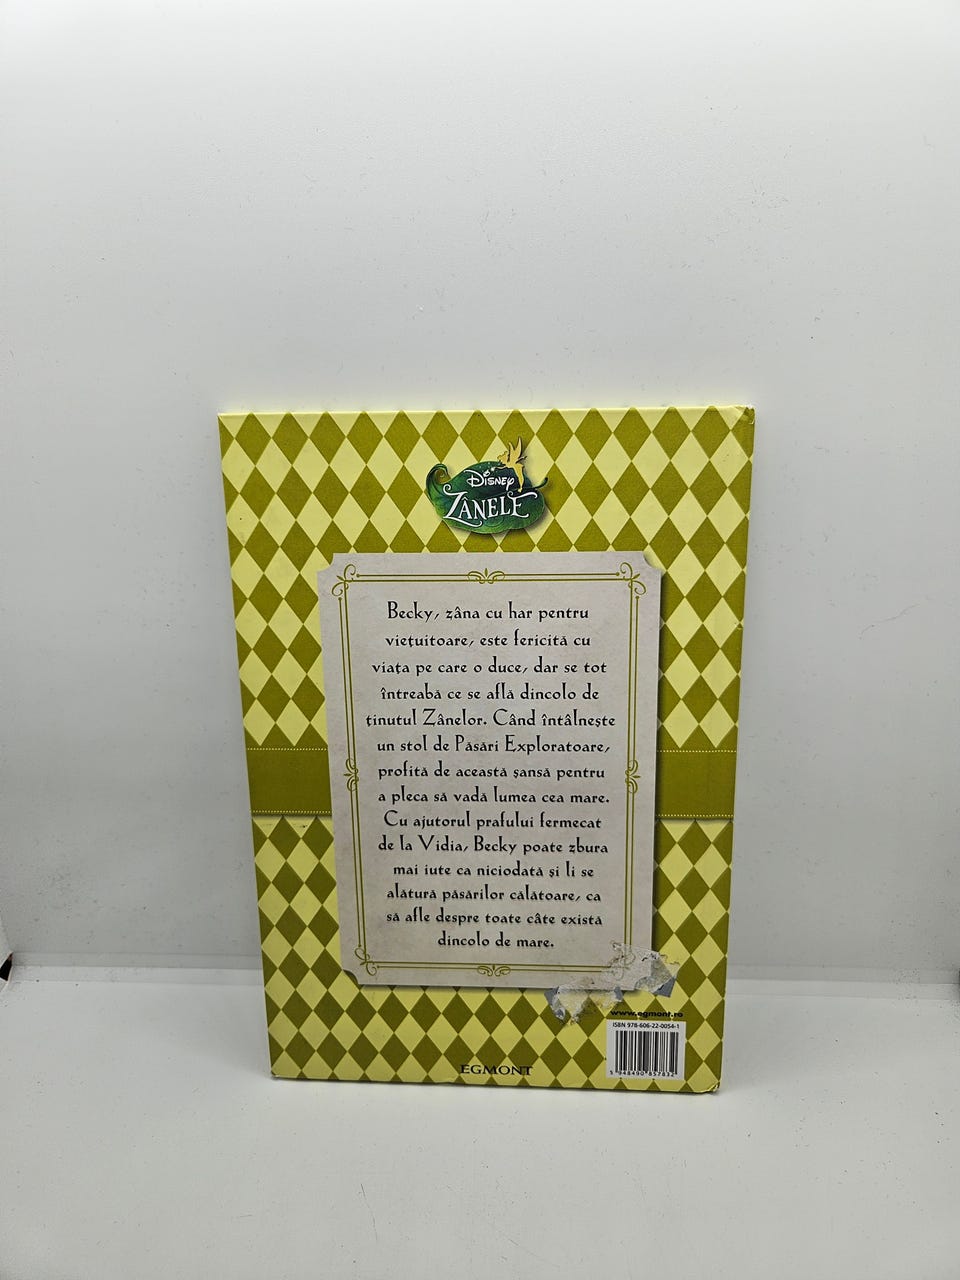 Disney
ZÂNELE
Becky, zâna cu har pentru
viețuitoare, este fericită cu
viața pe care o duce, dar se tot
întreabă ce se află dincolo de
ținutul Zânelor. Când întâlnește
un stol de Păsări Exploratoare,
profită de această șansă pentru
a pleca să vadă lumea cea mare.
Cu ajutorul prafului fermecat
de la Vidia, Becky poate zbura
mai iute ca niciodată și li se
alătură păsărilor călătoare, ca
să afle despre toate câte există
dincolo de mare.
www.egmont.ro
ISBN 978-606-22-0054-1
5 948490 857832
EGMONT